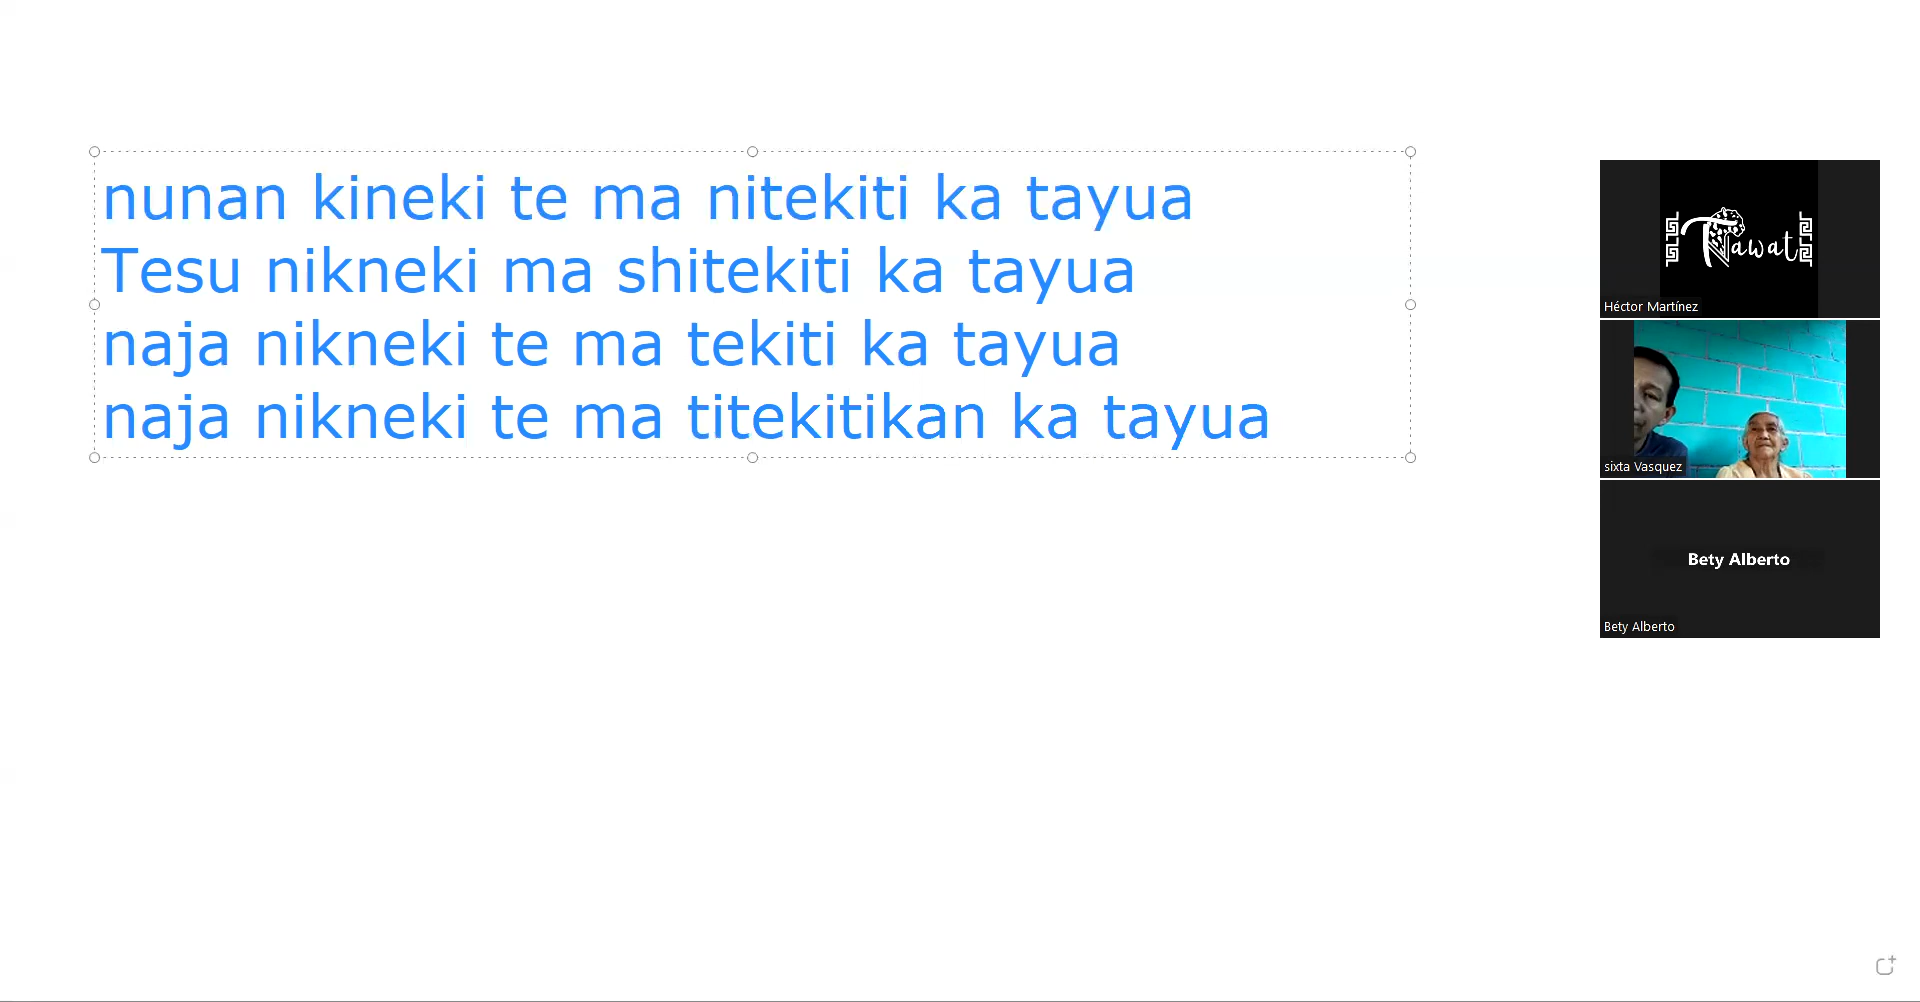 nunan kineki te ma nitekiti ka tayua
Tesu nikneki ma shitekiti ka tayua
naja nikneki te ma tekiti ka tayua
naja nikneki te ma titekitikan ka tayua
Tawat
Héctor Martínez
sixta Vasquez
Bety Alberto
Bety Alberto